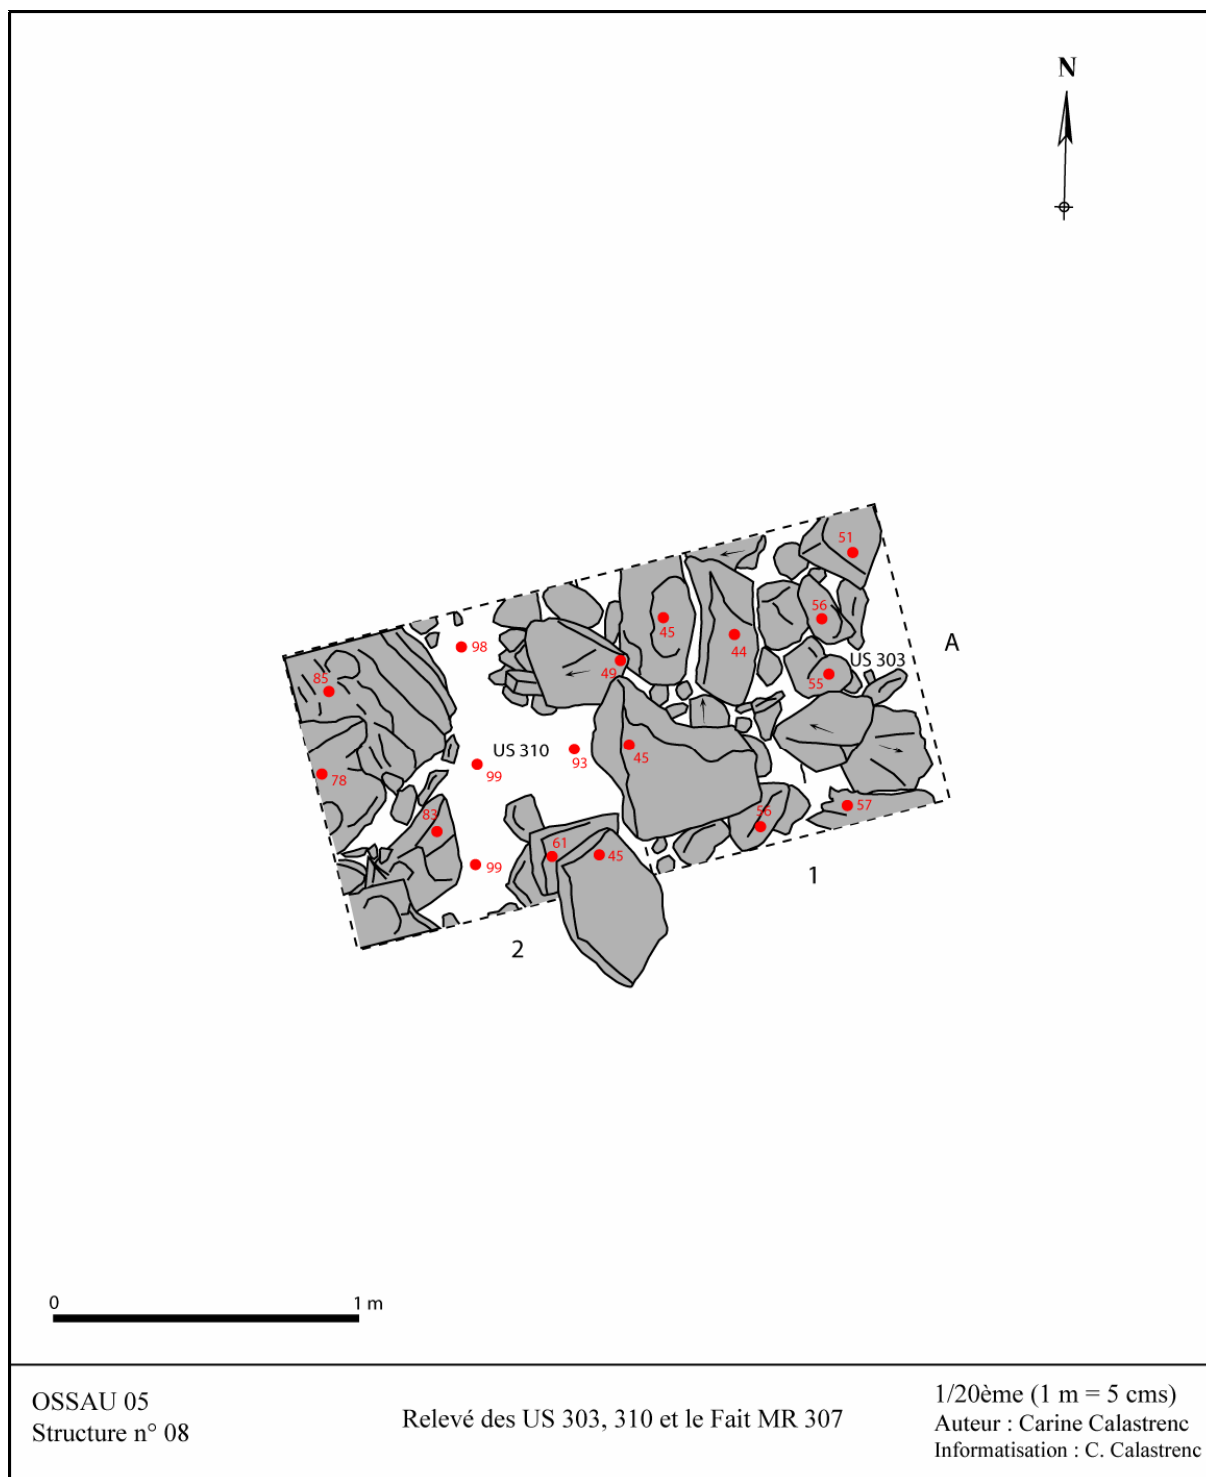 N
51
56
45
44
A
98
US 303
49
55
85
US 310
93
45
99
78
57
83
56
61
45
99
1
2
0 1 m
OSSAU 05
Structure n° 08
Relevé des US 303, 310 et le Fait MR 307
1/20ème (1 m = 5 cms)
Auteur : Carine Calastrenc
Informatisation : C. Calastrenc